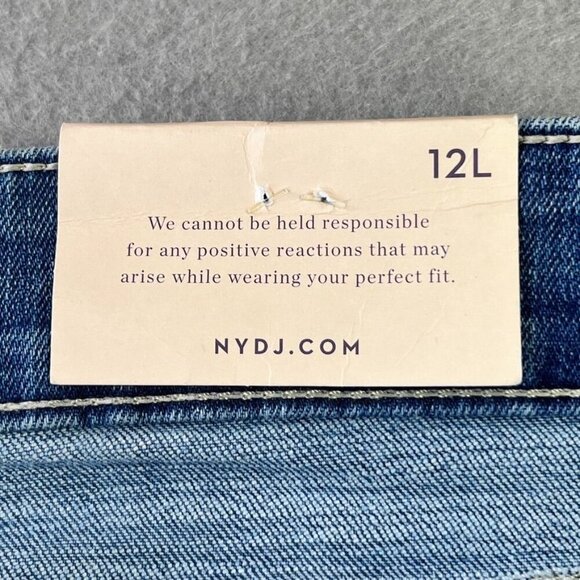 12L
We cannot be held responsible
for any positive reactions that may
arise while wearing your perfect fit.
NYDJ.COM